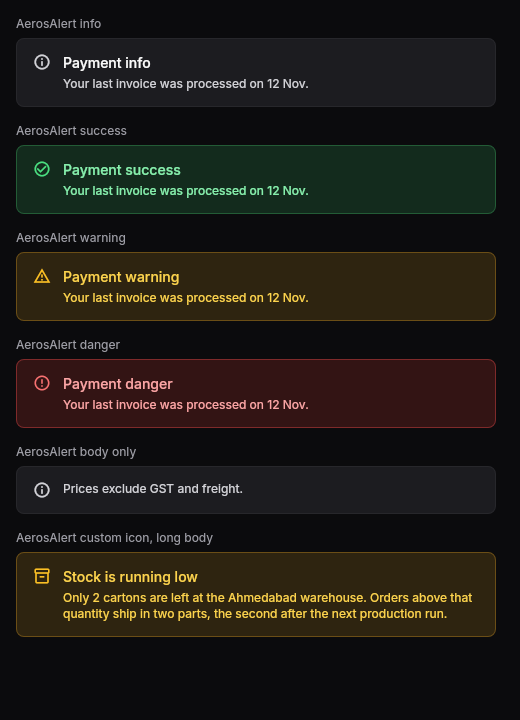 AerosAlert info
Payment info
Your last invoice was processed on 12 Nov.
AerosAlert success
Payment success
Your last invoice was processed on 12 Nov.
AerosAlert warning
Payment warning
Your last invoice was processed on 12 Nov.
AerosAlert danger
Payment danger
Your last invoice was processed on 12 Nov.
AerosAlert body only
Prices exclude GST and freight.
AerosAlert custom icon, long body
Stock is running low
Only 2 cartons are left at the Ahmedabad warehouse. Orders above that
quantity ship in two parts, the second after the next production run.